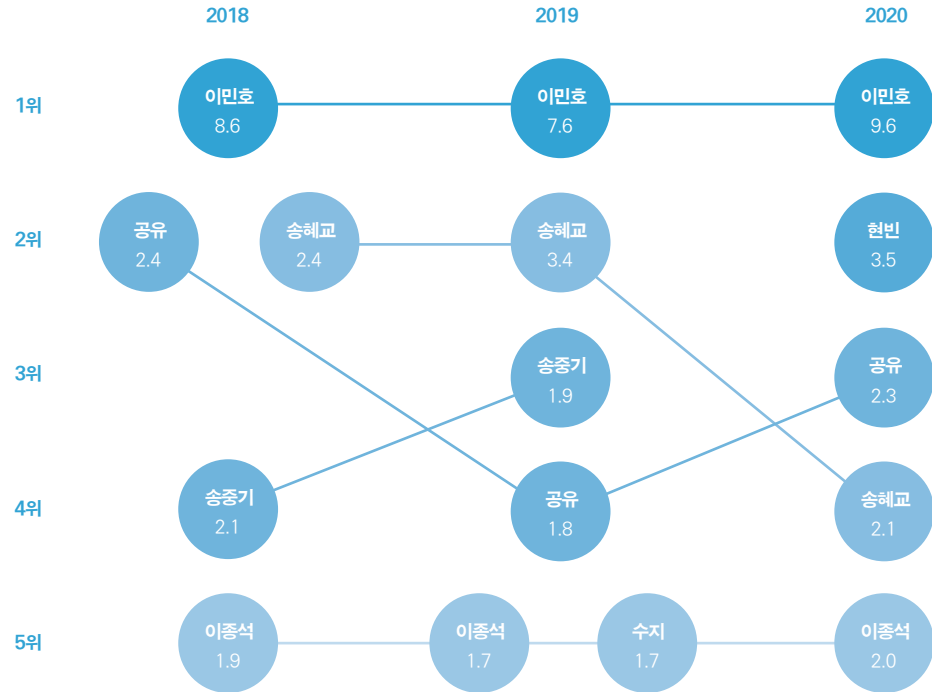 2018 2019 2020
1위
이민호 이민호 이민호
8.6 7.6 9.6
2위
공유 송혜교 송혜교 현빈
2.4 2.4 3.4 3.5
3위
송중기 공유
1.9 2.3
4위
송중기 공유 송혜교
2.1 1.8 2.1
5위
이종석 이종석 수지 이종석
1.9 1.7 1.7 2.0